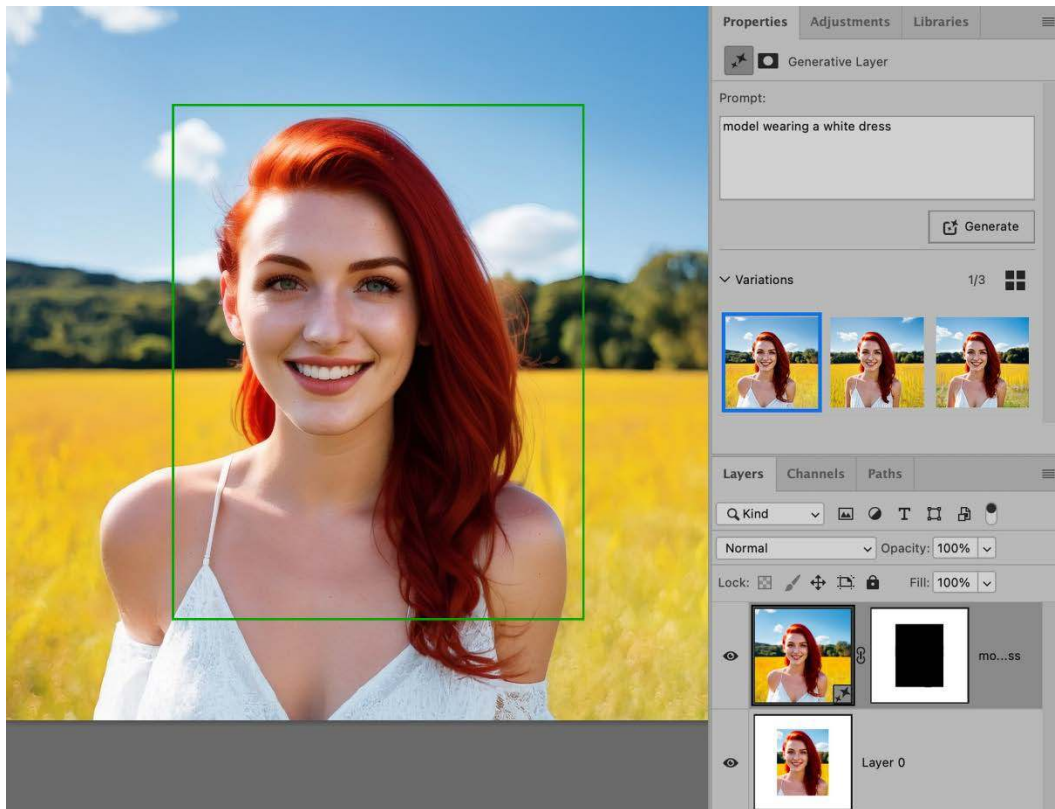 Properties Adjustments Libraries
Generative Layer
Prompt:
model wearing a white dress
Generate
Variations 1/3
Layers Channels Paths
Kind
Normal Opacity: 100%
Lock: Fill: 100%
mo...ss
Layer 0